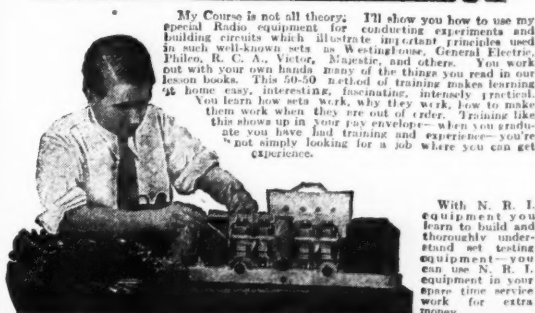 My Course is not all theory. I'll show you how to use my
special Radio equipment for conducting experiments and
building circuits which illustrate important principles used
in such well-known sets as Westinghouse, General Electric,
Philco, R. C. A., Victor, Majestic, and others. You work
out with your own hands many of the things you read in our
lesson books. This 50-50 method of training makes learning
at home easy, interesting, fascinating, intensely practical.
You learn how sets work, why they work, how to make
them work when they are out of order. Training like
this shows up in your pay envelope—when you gradu-
ate you have had training and experience—you're
not simply looking for a job where you can get
experience.
With N. R. I.
equipment you
learn to build and
thoroughly under-
stand set testing
equipment—you
can use N. R. I.
equipment in your
spare time service
work for extra
money.